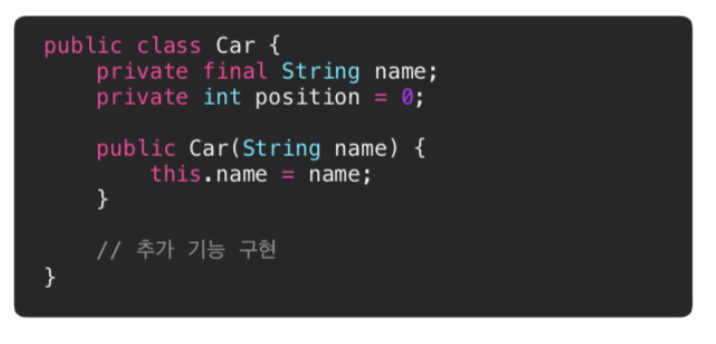 public class Car {
    private final String name;
    private int position = 0;

    public Car(String name) {
        this.name = name;
    }

    // 추가 기능 구현
}